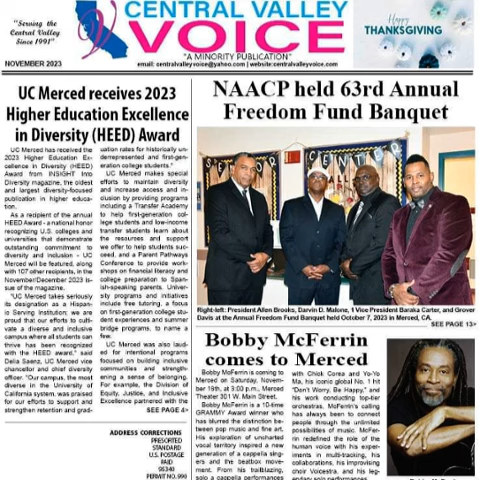 "Serving the
Central Valley
Since 1991"
CENTRAL VALLEY
VOICE
"A MINORITY PUBLICATION"
NOVEMBER 2023
email: centralvalleyvoice@yahoo.com | website:centralvalleyvoice.com
Happy
THANKSGIVING
UC Merced receives 2023
Higher Education Excellence
in Diversity (HEED) Award
UC Merced has received the
2023 Higher Education Ex-
cellence in Diversity (HEED)
Award from INSIGHT Into
Diversity magazine, the oldest
and largest diversity-focused
publication in higher educa-
tion.
As a recipient of the annual
HEED Award - a national honor
recognizing U.S. colleges and
universities that demonstrate
outstanding commitment to
diversity and inclusion - UC
Merced will be featured, along
with 107 other recipients, in the
November/December 2023 is-
sue of the magazine.
"UC Merced takes seriously
its designation as a Hispan-
ic Serving Institution; we are
proud that our efforts to culti-
vate a diverse and inclusive
campus where all students can
thrive has been recognized
with the HEED award," said
Delia Saenz, UC Merced vice
chancellor and chief diversity
officer. "Our campus, the most
diverse in the University of
California system, was praised
for our efforts to support and
strengthen retention and grad-
uation rates for historically un-
derrepresented and first-gen-
eration college students."
UC Merced makes special
efforts to maintain diversity
and increase access and in-
clusion by providing programs
including a Transfer Academy
to help first-generation col-
lege students and low-income
transfer students learn about
the resources and support
we offer to help students suc-
ceed, and a Parent Pathways
Conference to provide work-
shops on financial literacy and
college preparation to Span-
ish-speaking parents. Univer-
sity programs and initiatives
include free tutoring, a focus
on first-generation college stu-
dent experiences and summer
bridge programs, to name a
few.
UC Merced was also laud-
ed for intentional programs
focused on building inclusive
communities and strength-
ening a sense of belonging.
For example, the Division of
Equity, Justice, and Inclusive
Excellence partnered with the
SEE PAGE 4>
ADDRESS CORRECTIONS
PRESORTED
STANDARD
U.S. POSTAGE
PAID
95340
PERMIT NO.
NAACP held 63rd Annual
Freedom Fund Banquet
CENTER
Right-left: President Allen Brooks, Darvin D. Malone, 1 Vice President Baraka Carter, and Grover
Davis at the Annual Freedom Fund Banquet held October 7, 2023 in Merced, CA.
SEE PAGE 13>
Bobby McFerrin
comes to Merced
Bobby McFerrin is coming to
Merced on Saturday, Novem-
ber 18th, at 8:00 p.m., Merced
Theater 301 W. Main Street.
Bobby McFerrin is a 10-time
GRAMMY Award winner who
has blurred the distinction be-
tween pop music and fine art.
His exploration of uncharted
vocal territory inspired a new
generation of a cappella sing-
ers and the beatbox move-
ment. From his trailblazing,
solo a cappella performances
with Chick Corea and Yo-Yo
Ma, his iconic global No. 1 hit
"Don't Worry, Be Happy," and
his work conducting top-tier
orchestras, McFerrin's calling
has always been to connect
people through the unlimited
possibilities of music. McFer-
rin redefined the role of the
human voice with his experi-
ments in multi-tracking, his
collaborations, his improvising
choir Voicestra, and his leg-
endary solo performances.